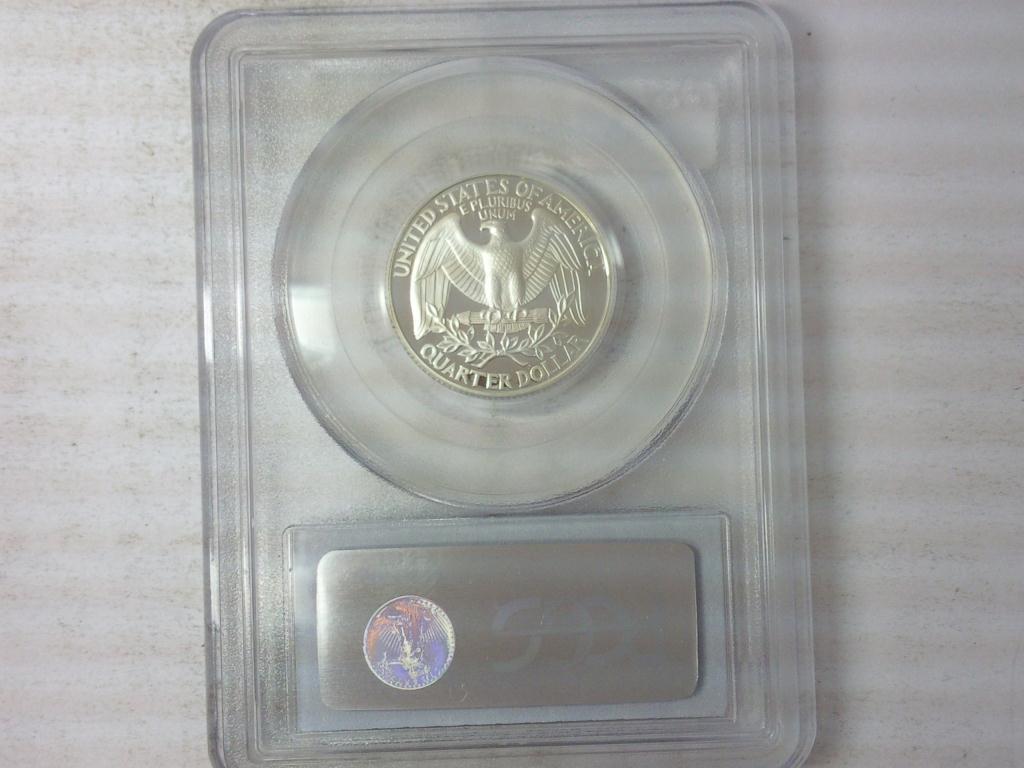 UNITED STATES OF AMERICA
E PLURIBUS
UNUM
QUARTER DOLLAR